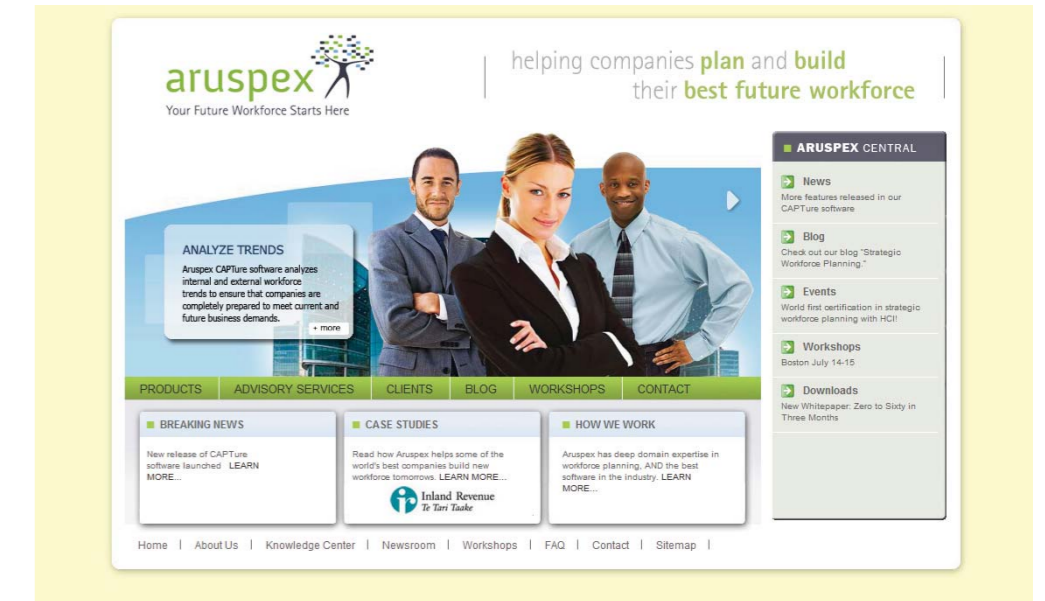 aruspex
Your Future Workforce Starts Here
helping companies plan and build
their best future workforce
ANALYZE TRENDS
Aruspex CAPTure software analyzes
internal and external workforce
trends to ensure that companies are
completely prepared to meet current and
future business demands.
+ more
ARUSPEX CENTRAL
News
More features released in our
CAPTure software
Blog
Check out our blog "Strategic
Workforce Planning."
Events
World first certification in strategic
workforce planning with HCI!
Workshops
Boston July 14-15
Downloads
New Whitepaper: Zero to Sixty in
Three Months
PRODUCTS ADVISORY SERVICES CLIENTS BLOG WORKSHOPS CONTACT
BREAKING NEWS
New release of CAPTure
software launched LEARN
MORE...
CASE STUDIES
Read how Aruspex helps some of the
world's best companies build new
workforce tomorrows. LEARN MORE...
Inland Revenue
Te Tari Taake
HOW WE WORK
Aruspex has deep domain expertise in
workforce planning, AND the best
software in the industry. LEARN
MORE...
Home | About Us | Knowledge Center | Newsroom | Workshops | FAQ | Contact | Sitemap |